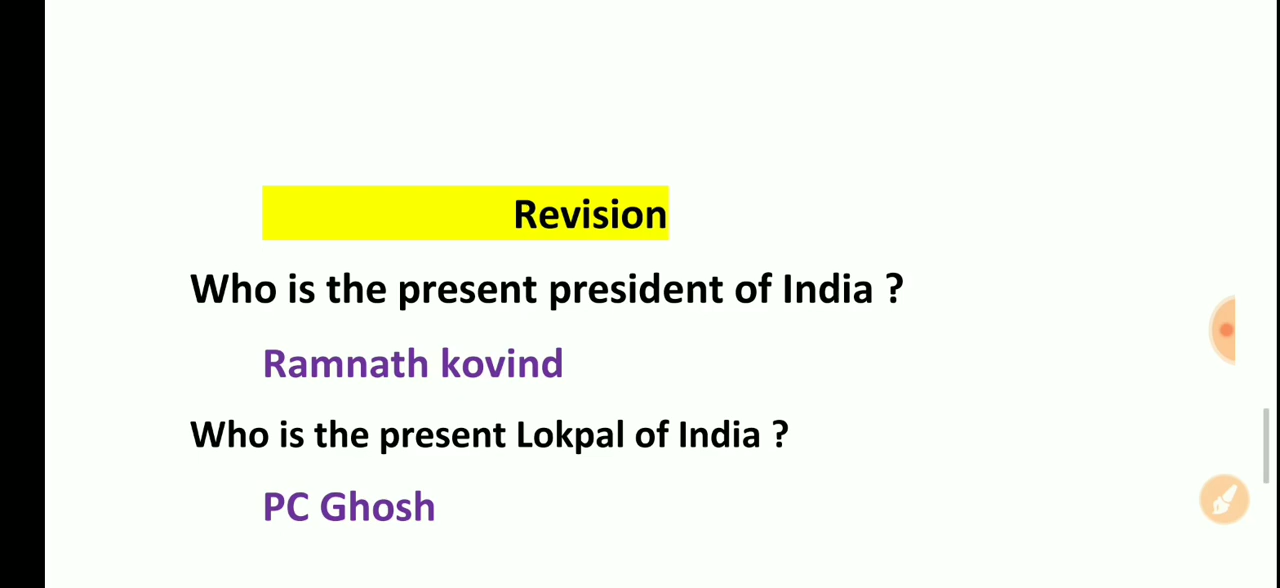 Revision
Who is the present president of India ?
Ramnath kovind
Who is the present Lokpal of India ?
PC Ghosh